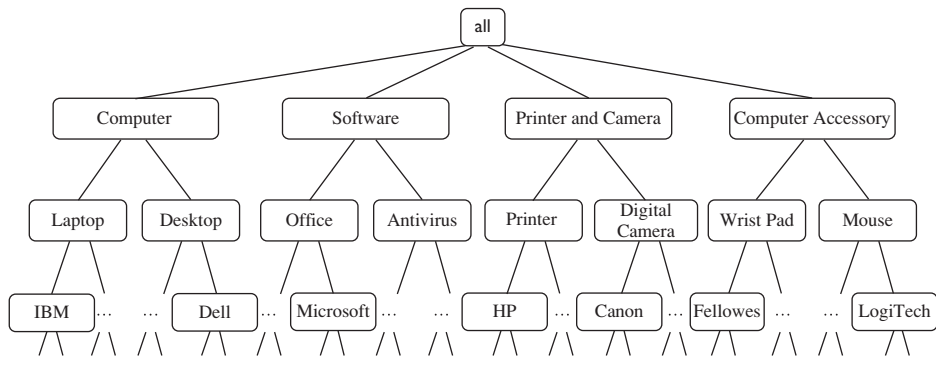 all
Computer
Software
Printer and Camera
Computer Accessory
Laptop
Desktop
Office
Antivirus
Printer
Digital
Camera
Wrist Pad
Mouse
IBM
...
...
Dell
...
Microsoft
...
...
HP
...
Canon
...
Fellowes
...
...
LogiTech